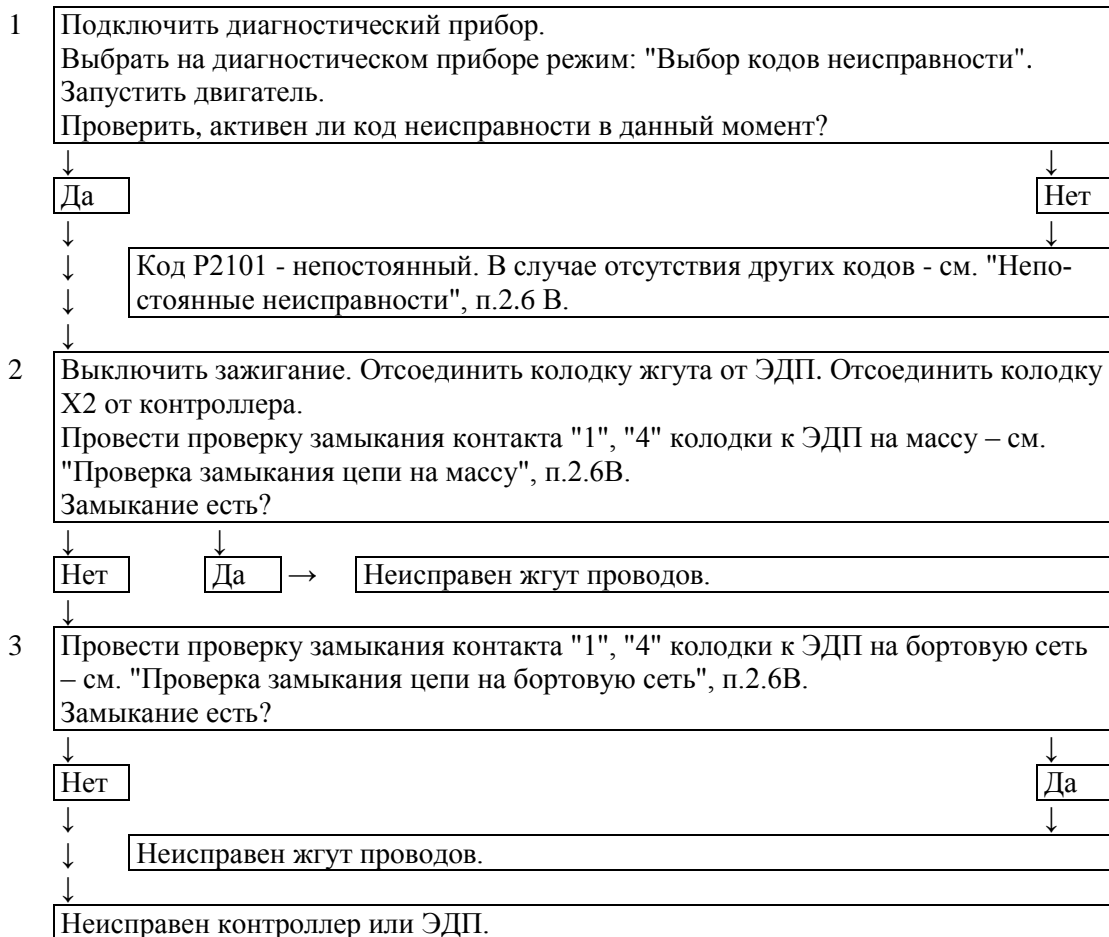 1 Подключить диагностический прибор.
Выбрать на диагностическом приборе режим: "Выбор кодов неисправности".
Запустить двигатель.
Проверить, активен ли код неисправности в данный момент?
↓ ↓
Да Нет
↓ ↓
↓ Код Р2101 - непостоянный. В случае отсутствия других кодов - см. "Непо-
↓ стоянные неисправности", п.2.6 В.
↓
2 Выключить зажигание. Отсоединить колодку жгута от ЭДП. Отсоединить колодку
Х2 от контроллера.
Провести проверку замыкания контакта "1", "4" колодки к ЭДП на массу – см.
"Проверка замыкания цепи на массу", п.2.6В.
Замыкание есть?
↓ ↓
Нет Да → Неисправен жгут проводов.
↓
3 Провести проверку замыкания контакта "1", "4" колодки к ЭДП на бортовую сеть
– см. "Проверка замыкания цепи на бортовую сеть", п.2.6В.
Замыкание есть?
↓ ↓
Нет Да
↓ ↓
↓ Неисправен жгут проводов.
↓
Неисправен контроллер или ЭДП.